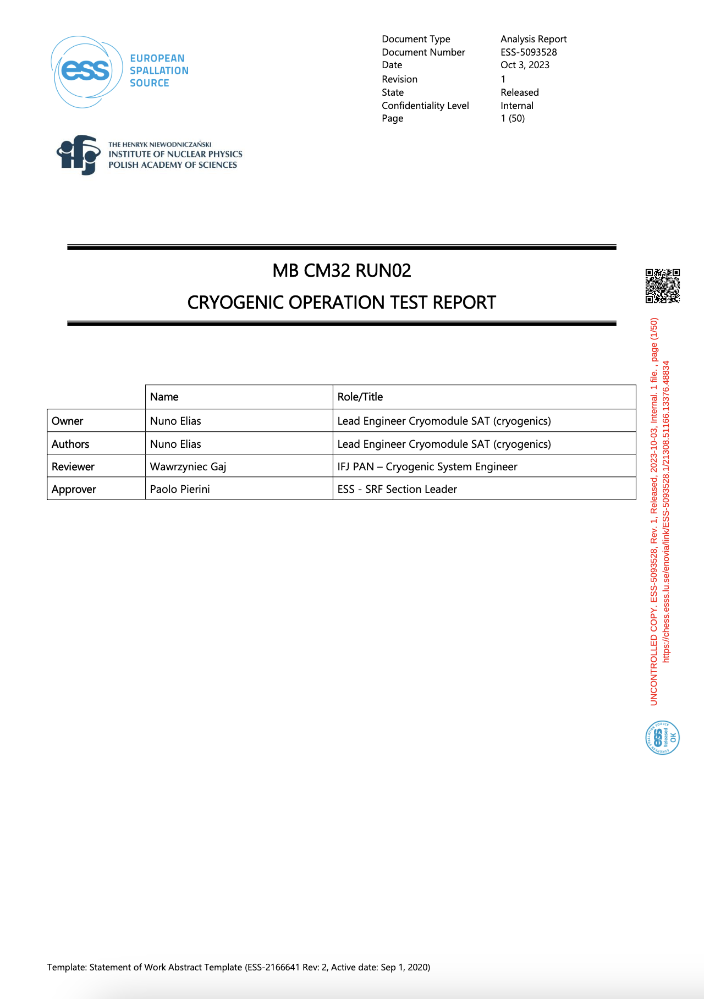 ess
EUROPEAN
SPALLATION
SOURCE
Document Type Analysis Report
Document Number ESS-5093528
Date Oct 3, 2023
Revision 1
State Released
Confidentiality Level Internal
Page 1 (50)
ifj
THE HENRYK NIEWODNICZAŃSKI
INSTITUTE OF NUCLEAR PHYSICS
POLISH ACADEMY OF SCIENCES
MB CM32 RUN02
CRYOGENIC OPERATION TEST REPORT
Name Role/Title
Owner Nuno Elias Lead Engineer Cryomodule SAT (cryogenics)
Authors Nuno Elias Lead Engineer Cryomodule SAT (cryogenics)
Reviewer Wawrzyniec Gaj IFJ PAN – Cryogenic System Engineer
Approver Paolo Pierini ESS - SRF Section Leader
UNCONTROLLED COPY. ESS-5093528, Rev. 1, Released, 2023-10-03, Internal. 1 file. , page (1/50)
https://chess.esss.lu.se/enovia/link/ESS-5093528.1/21308.51166.13376.48834
EUROPEAN SPALLATION SOURCE
ess
Released
OK
Template: Statement of Work Abstract Template (ESS-2166641 Rev: 2, Active date: Sep 1, 2020)